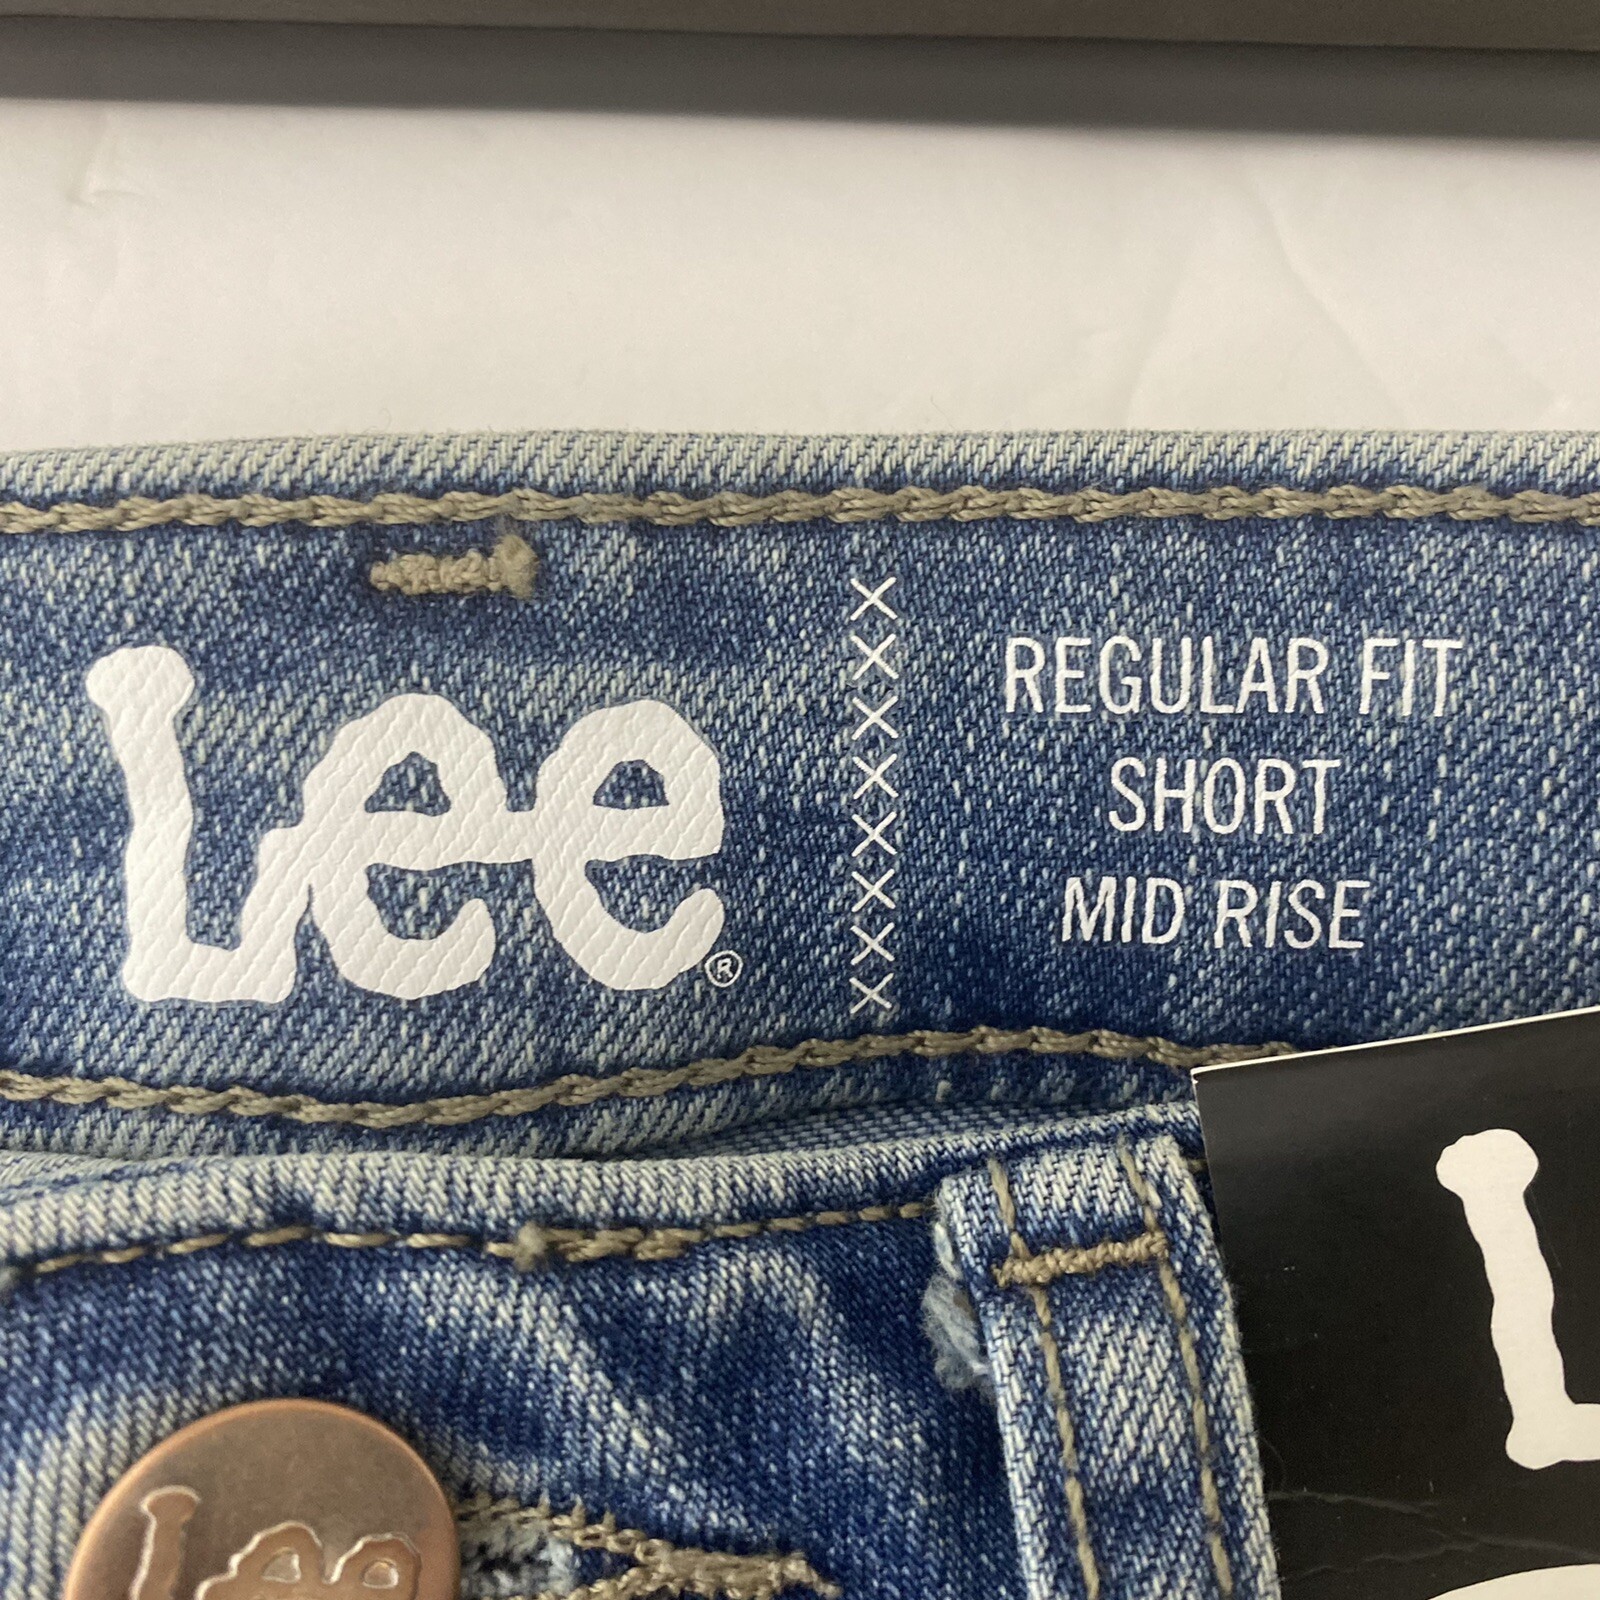 Lee®
REGULAR FIT
SHORT
MID RISE
L
Lee